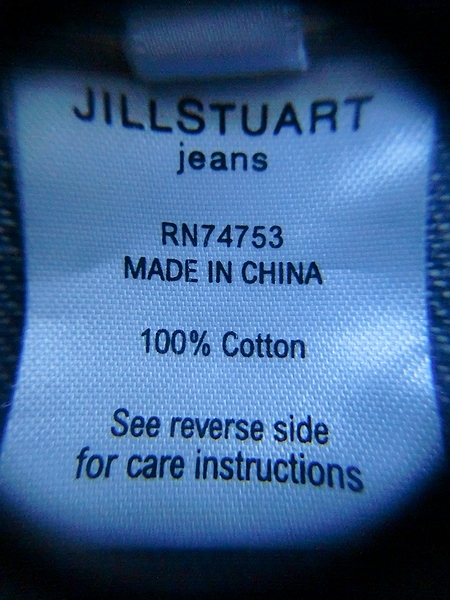 JILLSTUART
jeans
RN74753
MADE IN CHINA
100% Cotton
See reverse side
for care instructions